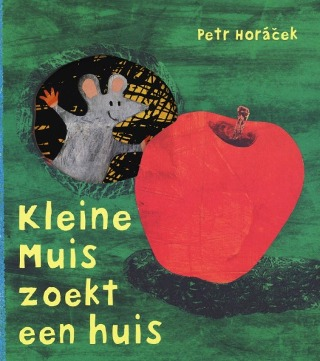 Petr Horáček
Kleine
Muis
zoekt
een huis